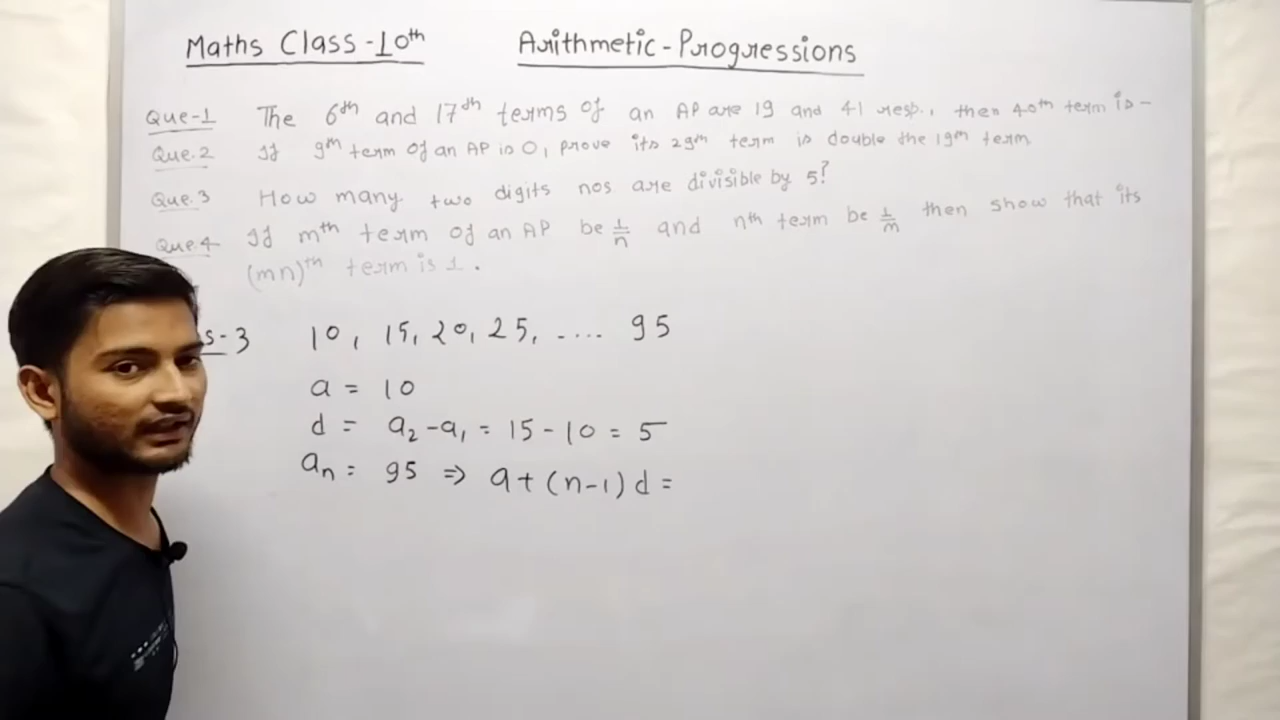 Maths Class-10th Arithmetic-Progressions
Que-1 The 6th and 17th terms of an AP are 19 and 41 resp., then 40th term is-
Que.2 If 9th term of an AP is 0, prove its 29th term is double the 19th term
Que.3 How many two digits nos are divisible by 5?
Que.4 If mth term of an AP be 1/n and nth term be 1/m then show that its
(mn)th term is 1.
s-3 10, 15, 20, 25, .... 95
a = 10
d = a₂-a₁ = 15-10 = 5
aₙ = 95 ⇒ a+(n-1)d =